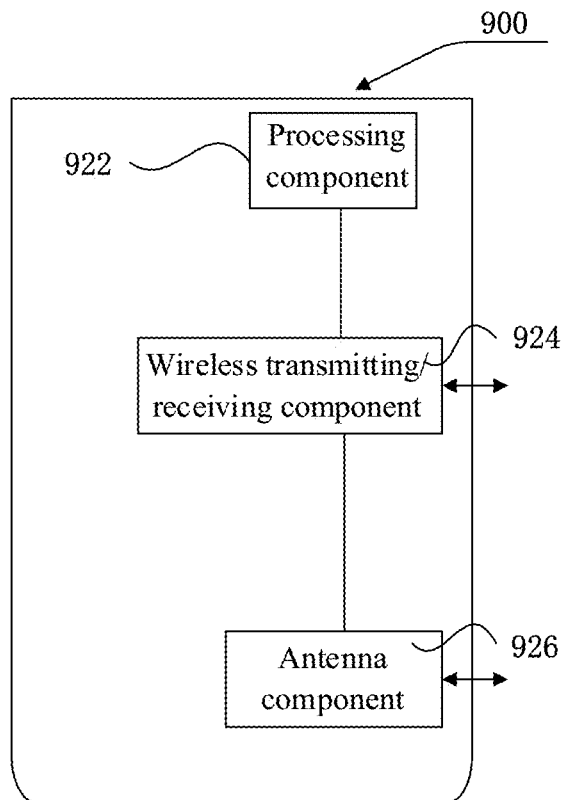 900
Processing
component
922
Wireless transmitting/
receiving component
924
Antenna
component
926